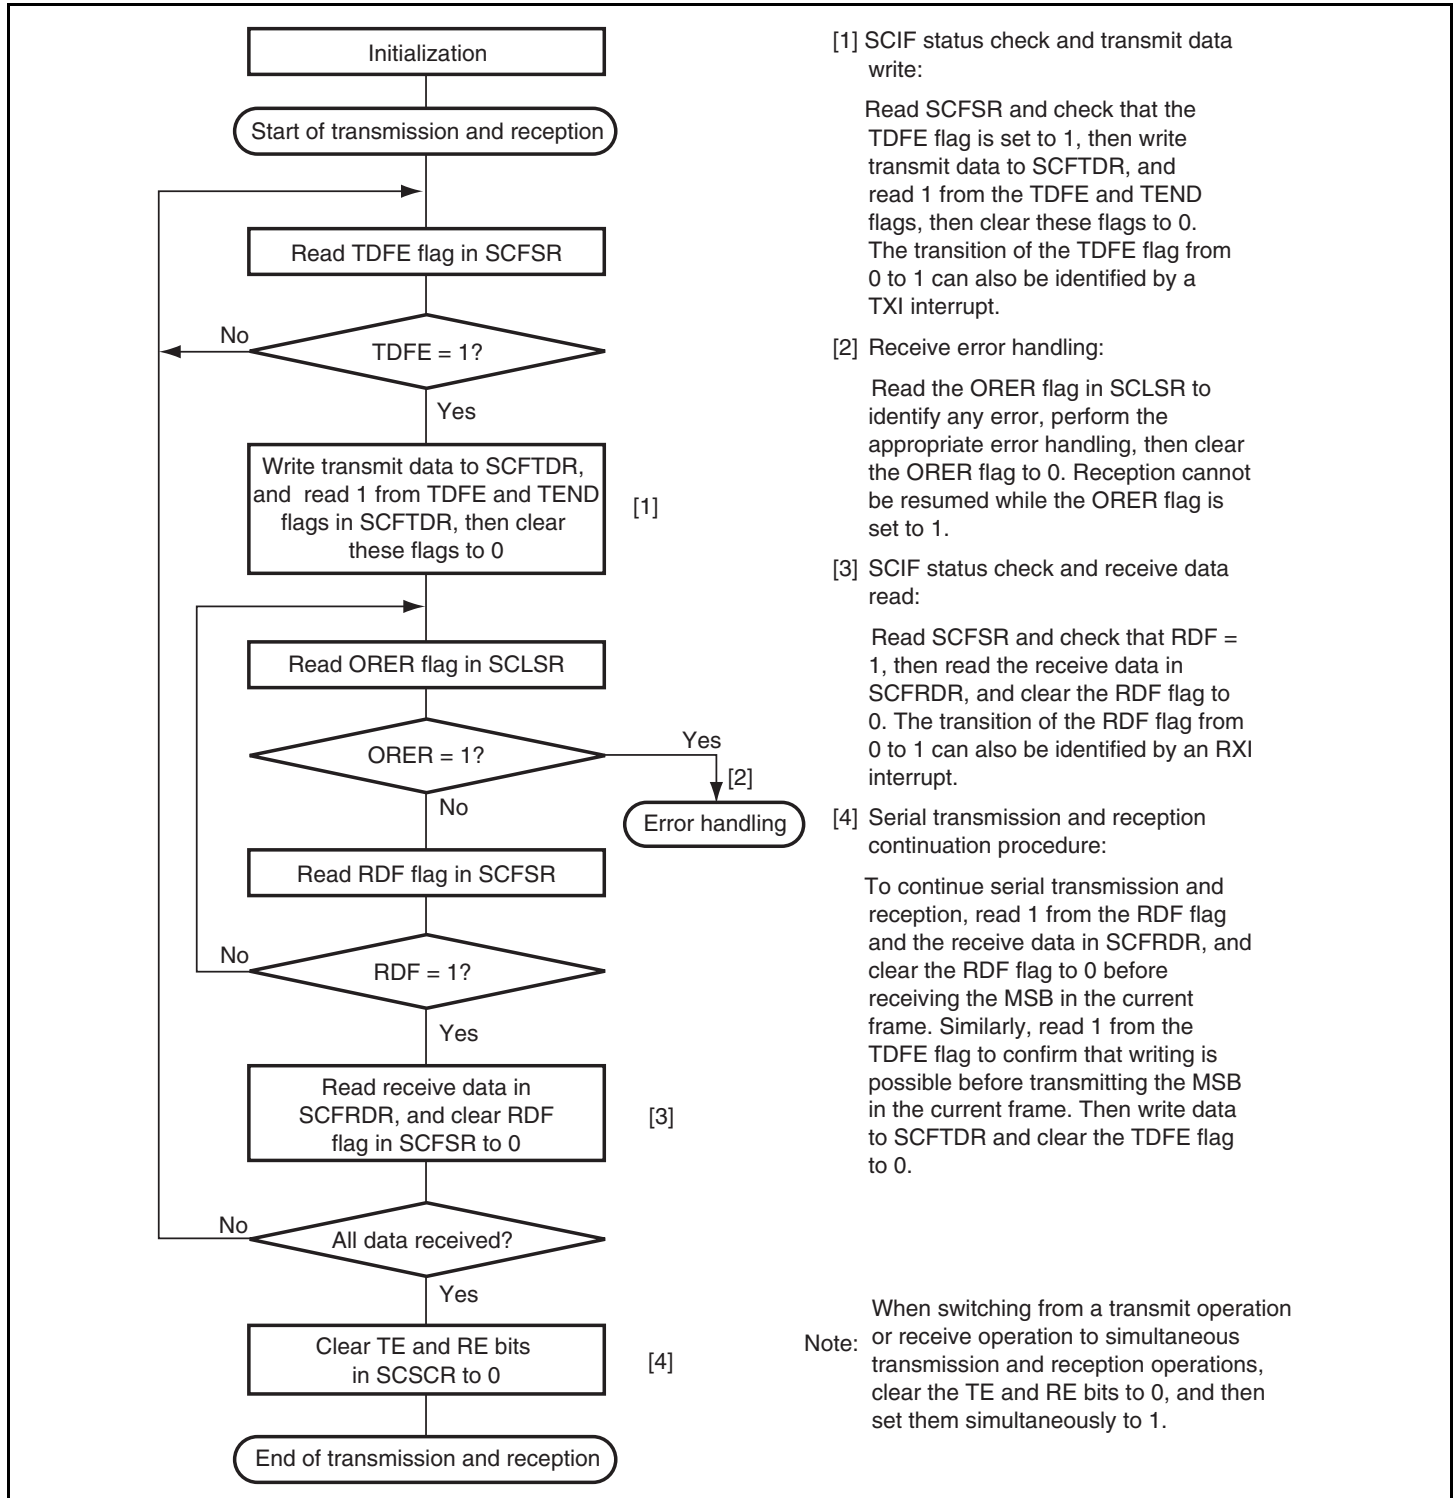 Initialization
Start of transmission and reception
Read TDFE flag in SCFSR
No
TDFE = 1?
Yes
Write transmit data to SCFTDR,
and  read 1 from TDFE and TEND
flags in SCFTDR, then clear
these flags to 0
[1]
Read ORER flag in SCLSR
ORER = 1?
Yes
[2]
No
Error handling
Read RDF flag in SCFSR
No
RDF = 1?
Yes
Read receive data in
SCFRDR, and clear RDF
flag in SCFSR to 0
[3]
No
All data received?
Yes
Clear TE and RE bits
in SCSCR to 0
[4]
End of transmission and reception
[1] SCIF status check and transmit data
write:
Read SCFSR and check that the
TDFE flag is set to 1, then write
transmit data to SCFTDR, and
read 1 from the TDFE and TEND
flags, then clear these flags to 0.
The transition of the TDFE flag from
0 to 1 can also be identified by a
TXI interrupt.
[2] Receive error handling:
Read the ORER flag in SCLSR to
identify any error, perform the
appropriate error handling, then clear
the ORER flag to 0. Reception cannot
be resumed while the ORER flag is
set to 1.
[3] SCIF status check and receive data
read:
Read SCFSR and check that RDF =
1, then read the receive data in
SCFRDR, and clear the RDF flag to
0. The transition of the RDF flag from
0 to 1 can also be identified by an RXI
interrupt.
[4] Serial transmission and reception
continuation procedure:
To continue serial transmission and
reception, read 1 from the RDF flag
and the receive data in SCFRDR, and
clear the RDF flag to 0 before
receiving the MSB in the current
frame. Similarly, read 1 from the
TDFE flag to confirm that writing is
possible before transmitting the MSB
in the current frame. Then write data
to SCFTDR and clear the TDFE flag
to 0.
Note:
When switching from a transmit operation
or receive operation to simultaneous
transmission and reception operations,
clear the TE and RE bits to 0, and then
set them simultaneously to 1.